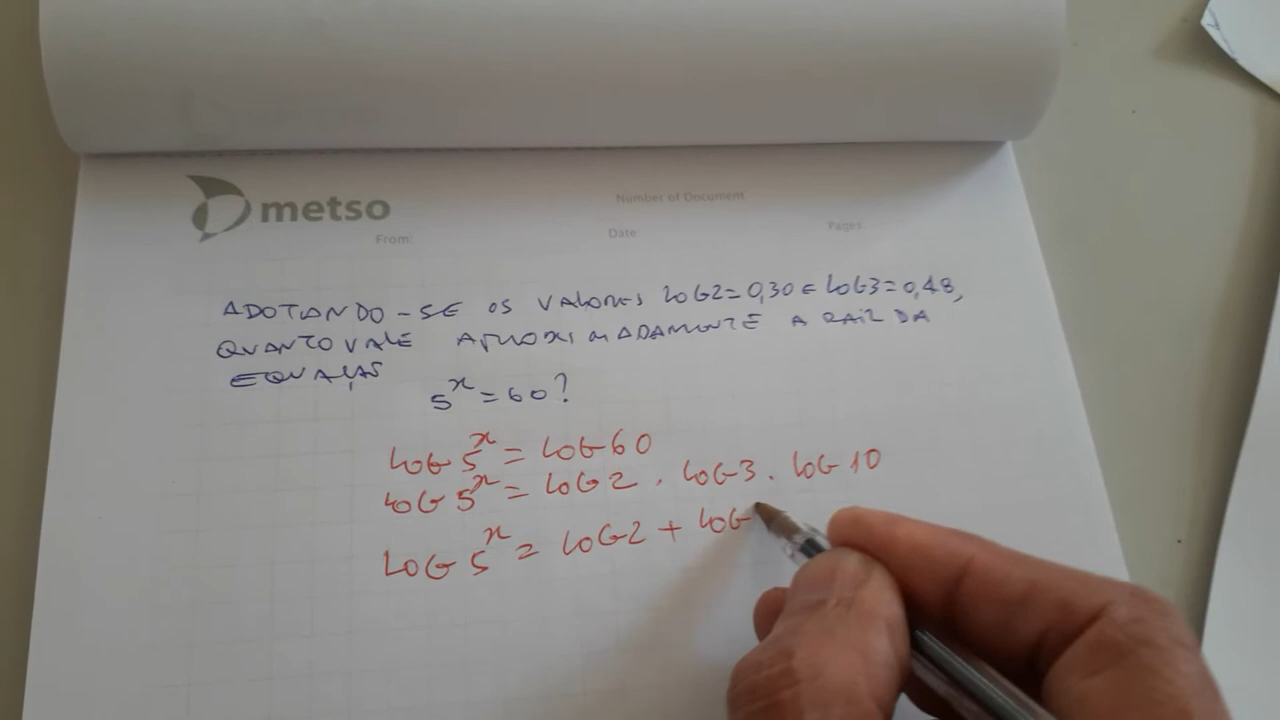 metso
Number of Document
From:
Date:
Pages:
ADOTANDO-SE OS VALORES LOG2=0,30 E LOG3=0,48,
QUANTO VALE APROXIMADAMENTE A RAIZ DA
EQUAÇÃO
5^x=60?
LOG 5^x = LOG 60
LOG 5^x = LOG 2 . LOG 3 . LOG 10
LOG 5^x = LOG 2 + LOG